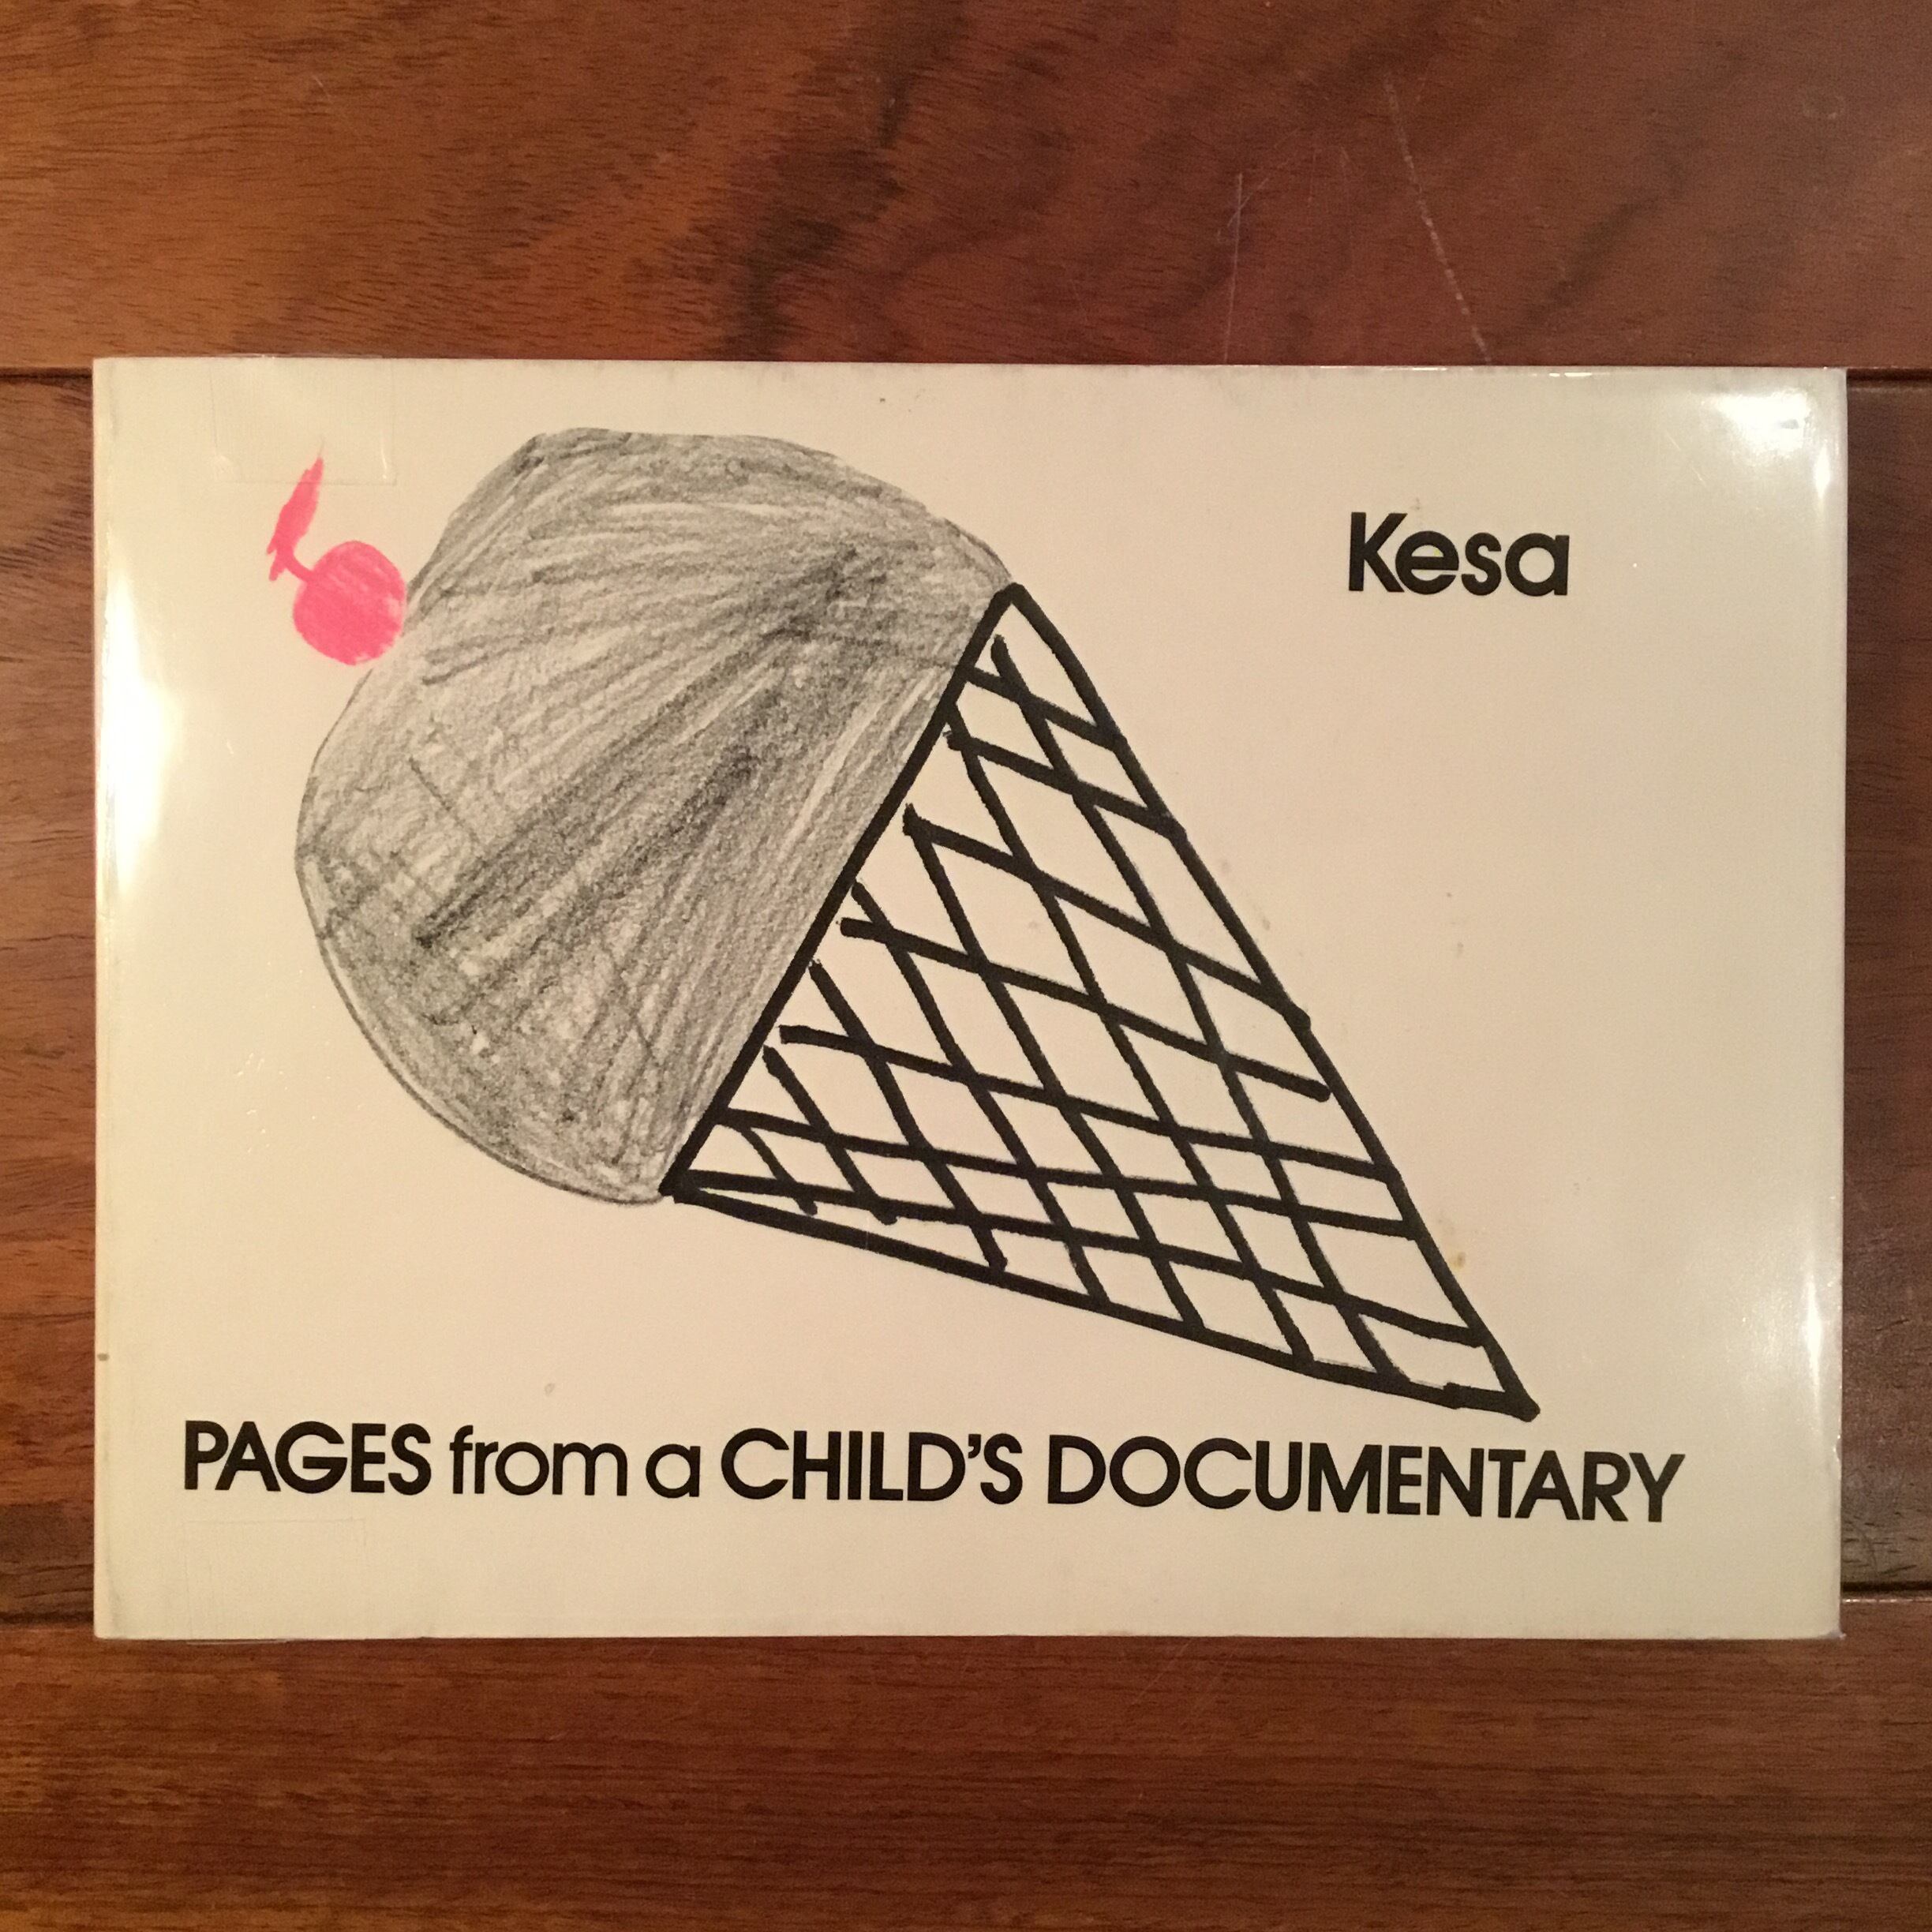 Kesa
PAGES from a CHILD'S DOCUMENTARY